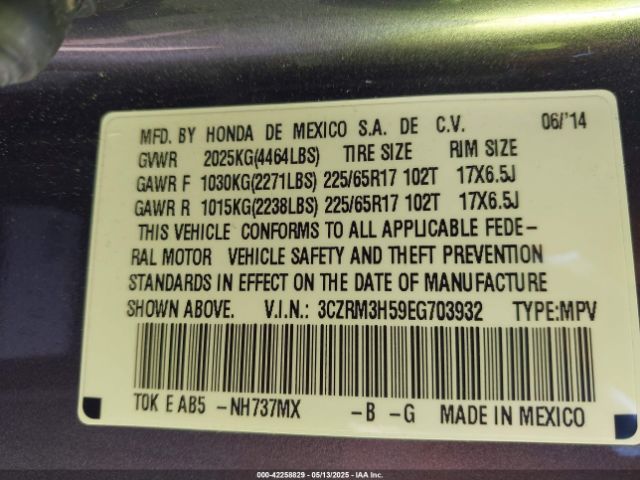 MFD. BY HONDA DE MEXICO S.A. DE C.V. 06/'14
GVWR 2025KG(4464LBS) TIRE SIZE RIM SIZE
GAWR F 1030KG(2271LBS) 225/65R17 102T 17X6.5J
GAWR R 1015KG(2238LBS) 225/65R17 102T 17X6.5J
THIS VEHICLE CONFORMS TO ALL APPLICABLE FEDE-
RAL MOTOR VEHICLE SAFETY AND THEFT PREVENTION
STANDARDS IN EFFECT ON THE DATE OF MANUFACTURE
SHOWN ABOVE. V.I.N.: 3CZRM3H59EG703932 TYPE:MPV
T0K E AB5 -NH737MX -B -G MADE IN MEXICO
000-42258829 - 05/13/2025 - IAA Inc.